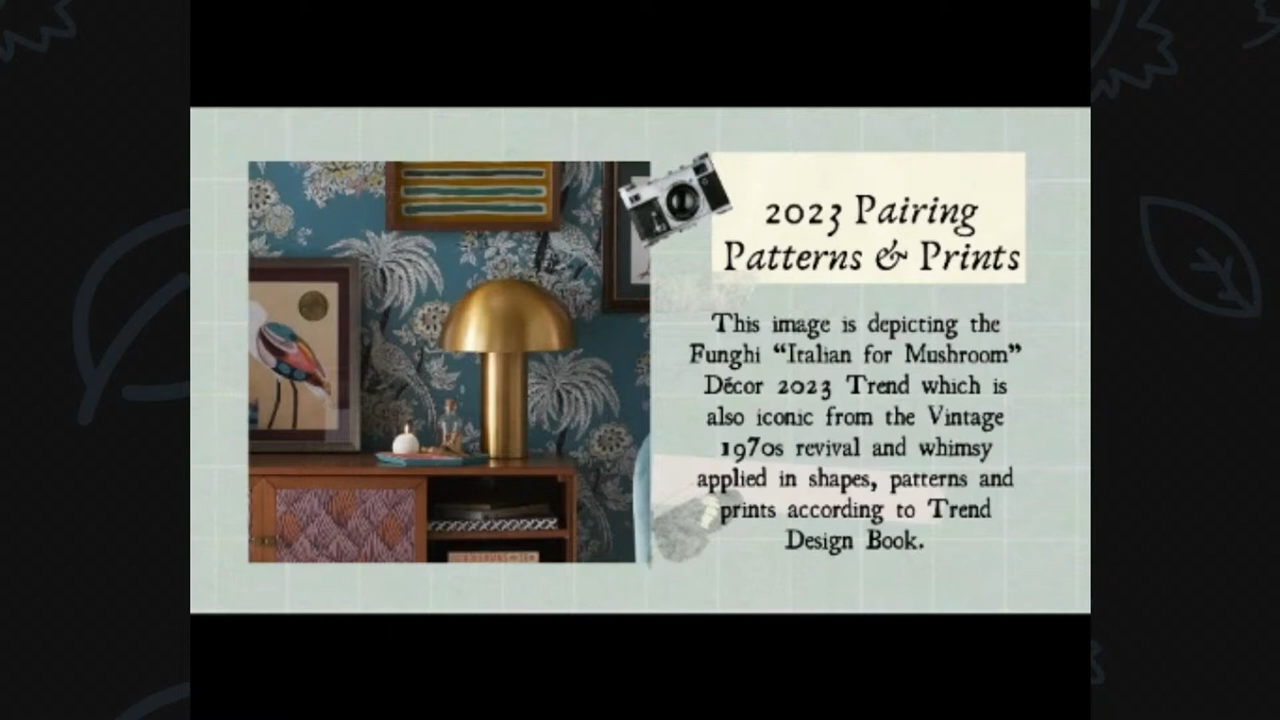 2023 Pairing
Patterns & Prints
This image is depicting the
Funghi “Italian for Mushroom”
Décor 2023 Trend which is
also iconic from the Vintage
1970s revival and whimsy
applied in shapes, patterns and
prints according to Trend
Design Book.